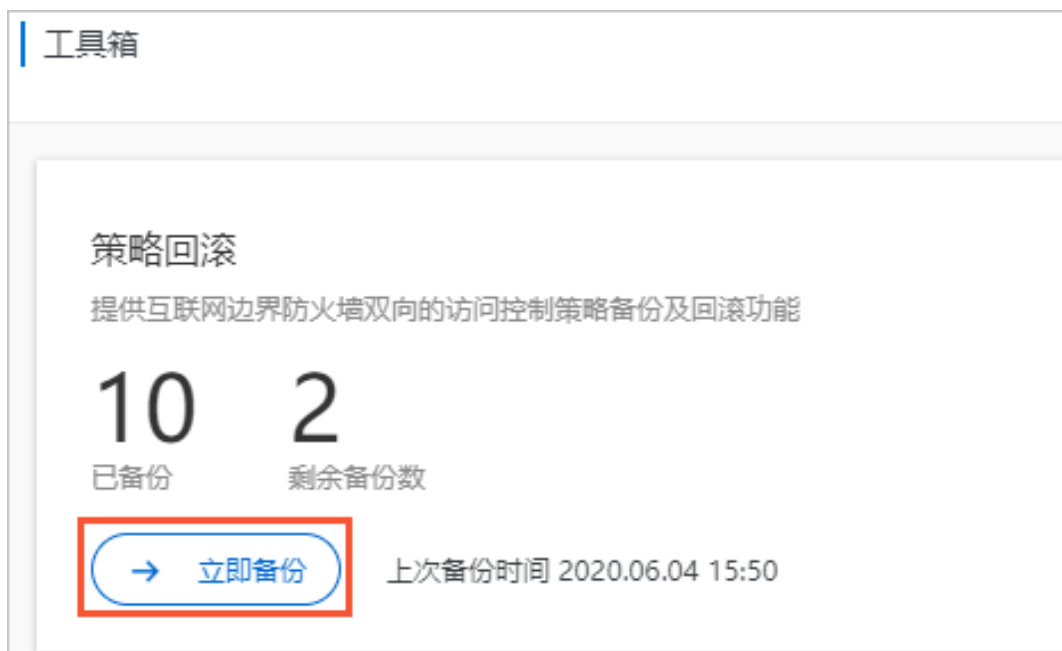 工具箱
策略回滚
提供互联网边界防火墙双向的访问控制策略备份及回滚功能
10 2
已备份 剩余备份数
→ 立即备份 上次备份时间 2020.06.04 15:50